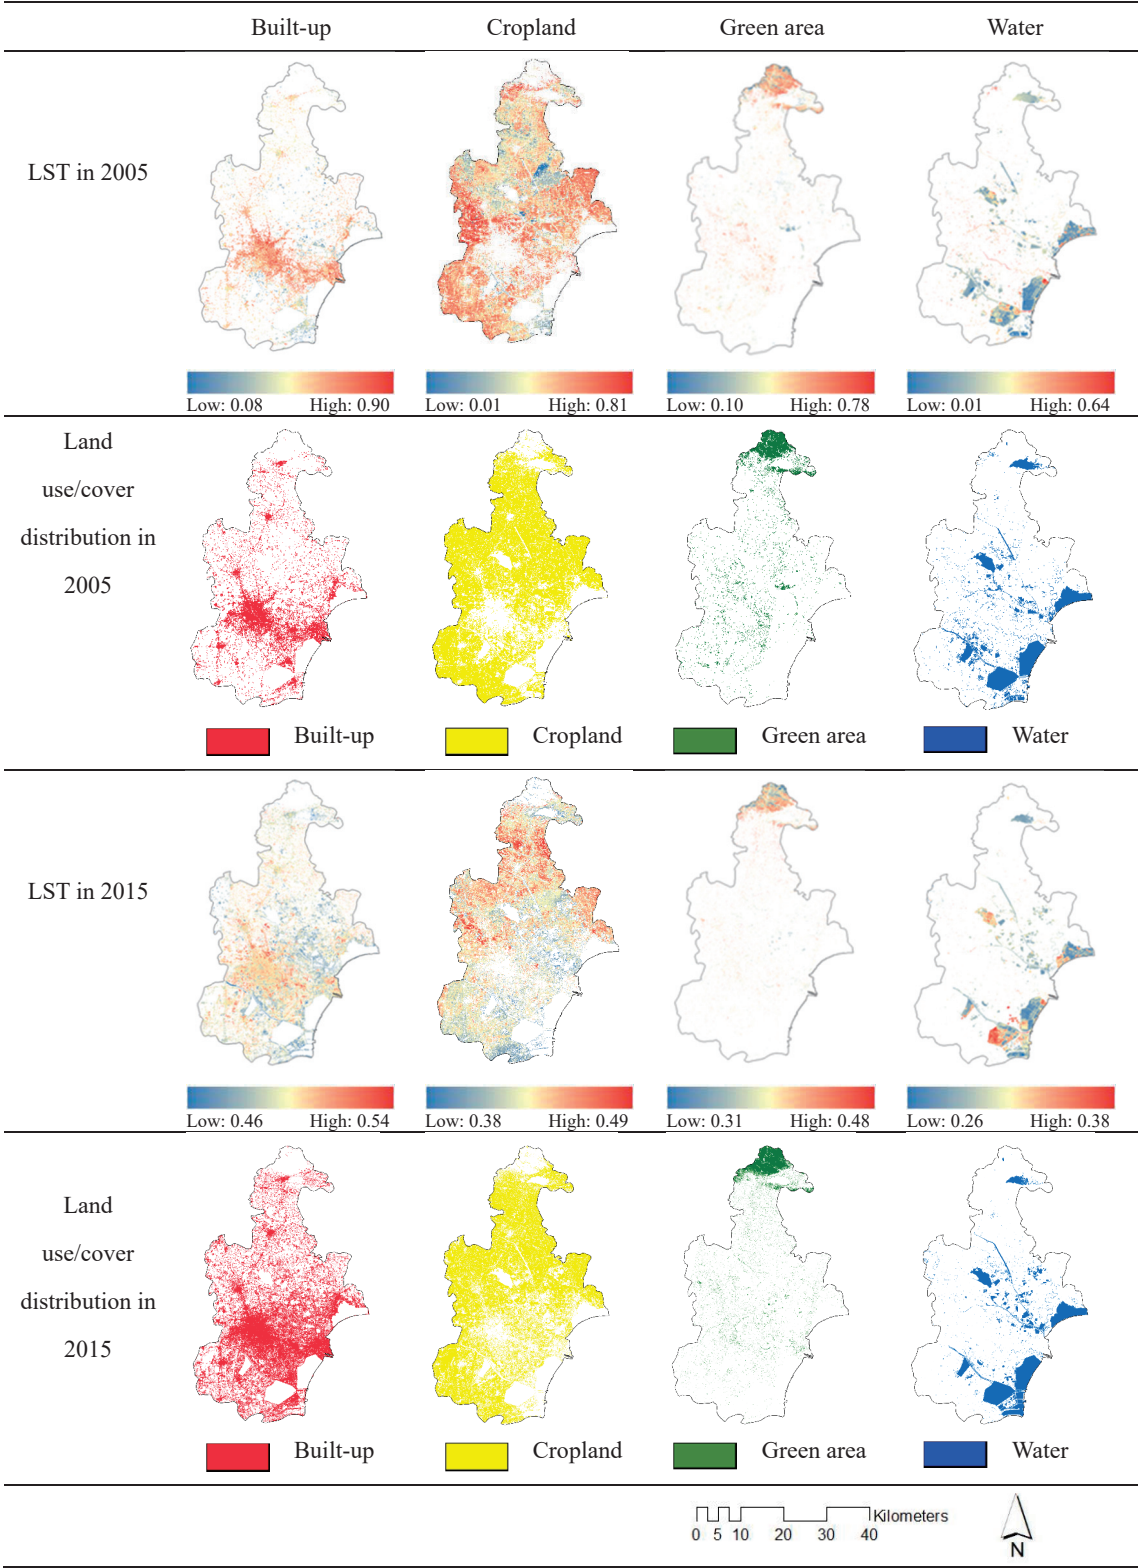 Built-up Cropland Green area Water
LST in 2005
Low: 0.08 High: 0.90 Low: 0.01 High: 0.81 Low: 0.10 High: 0.78 Low: 0.01 High: 0.64
Land
use/cover
distribution in
2005
Built-up Cropland Green area Water
LST in 2015
Low: 0.46 High: 0.54 Low: 0.38 High: 0.49 Low: 0.31 High: 0.48 Low: 0.26 High: 0.38
Land
use/cover
distribution in
2015
Built-up Cropland Green area Water
Kilometers
0 5 10 20 30 40
N